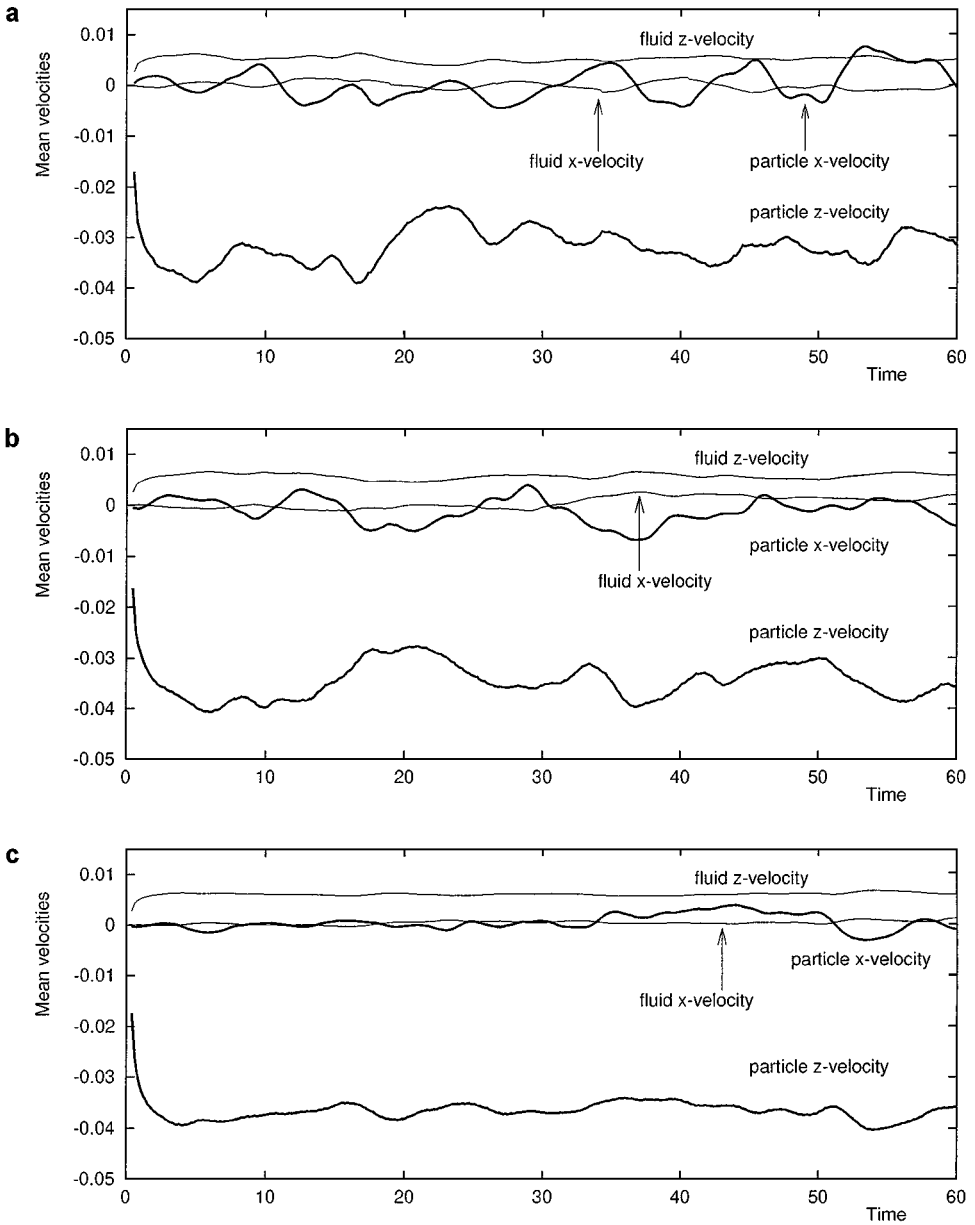 a
Mean velocities
0.01
0
-0.01
-0.02
-0.03
-0.04
-0.05
fluid z-velocity
fluid x-velocity
particle x-velocity
particle z-velocity
0 10 20 30 40 50 60
Time
b
Mean velocities
0.01
0
-0.01
-0.02
-0.03
-0.04
-0.05
fluid z-velocity
particle x-velocity
fluid x-velocity
particle z-velocity
0 10 20 30 40 50 60
Time
c
Mean velocities
0.01
0
-0.01
-0.02
-0.03
-0.04
-0.05
fluid z-velocity
particle x-velocity
fluid x-velocity
particle z-velocity
0 10 20 30 40 50 60
Time